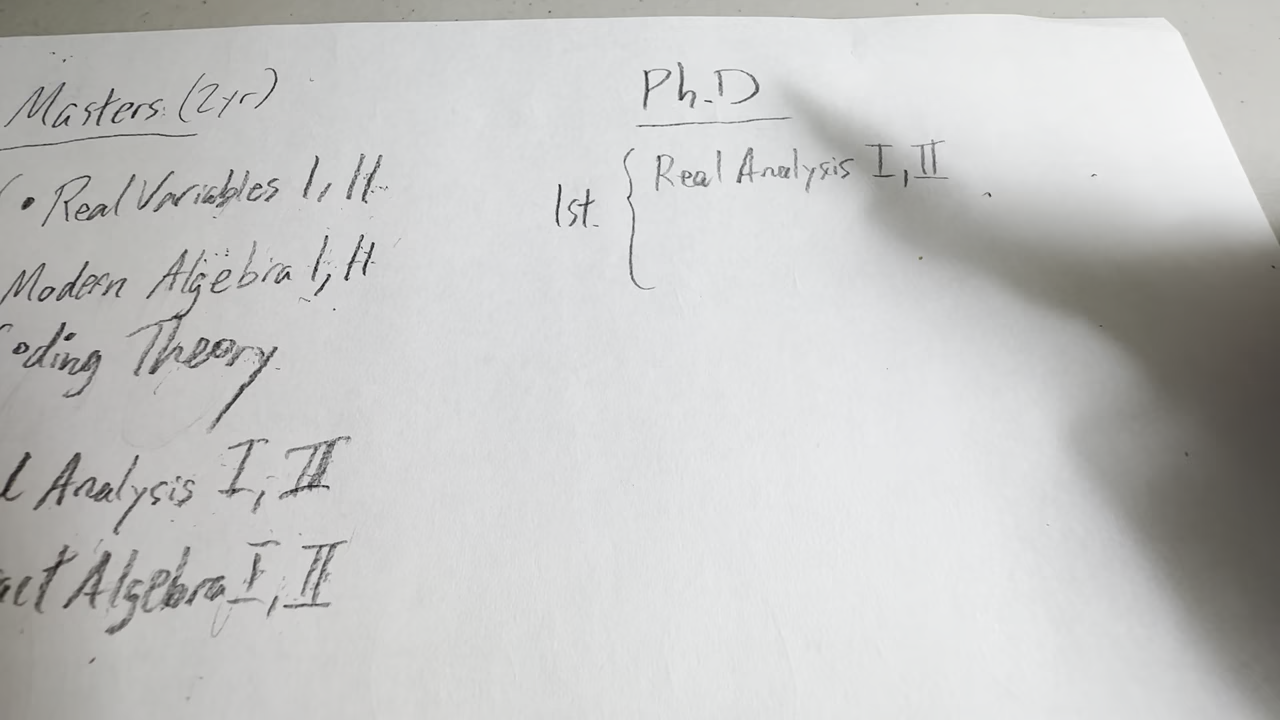 Masters (2yr)
• Real Variables I, II
Modern Algebra I, II
oding Theory
l Analysis I, II
act Algebra I, II
Ph.D
1st. { Real Analysis I, II